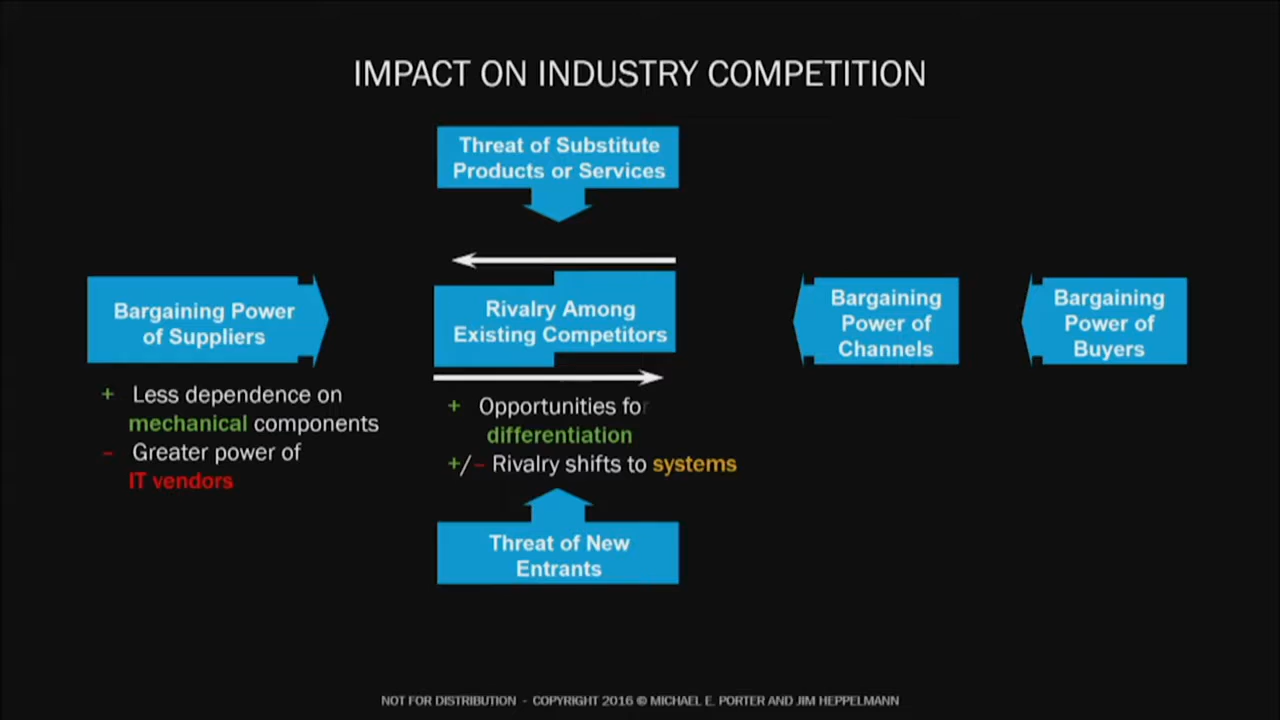 IMPACT ON INDUSTRY COMPETITION
Threat of Substitute
Products or Services
Bargaining Power
of Suppliers
+ Less dependence on
mechanical components
– Greater power of
IT vendors
Rivalry Among
Existing Competitors
+ Opportunities for
differentiation
+/– Rivalry shifts to systems
Bargaining
Power of
Channels
Bargaining
Power of
Buyers
Threat of New
Entrants
NOT FOR DISTRIBUTION - COPYRIGHT 2016 © MICHAEL E. PORTER AND JIM HEPPELMANN